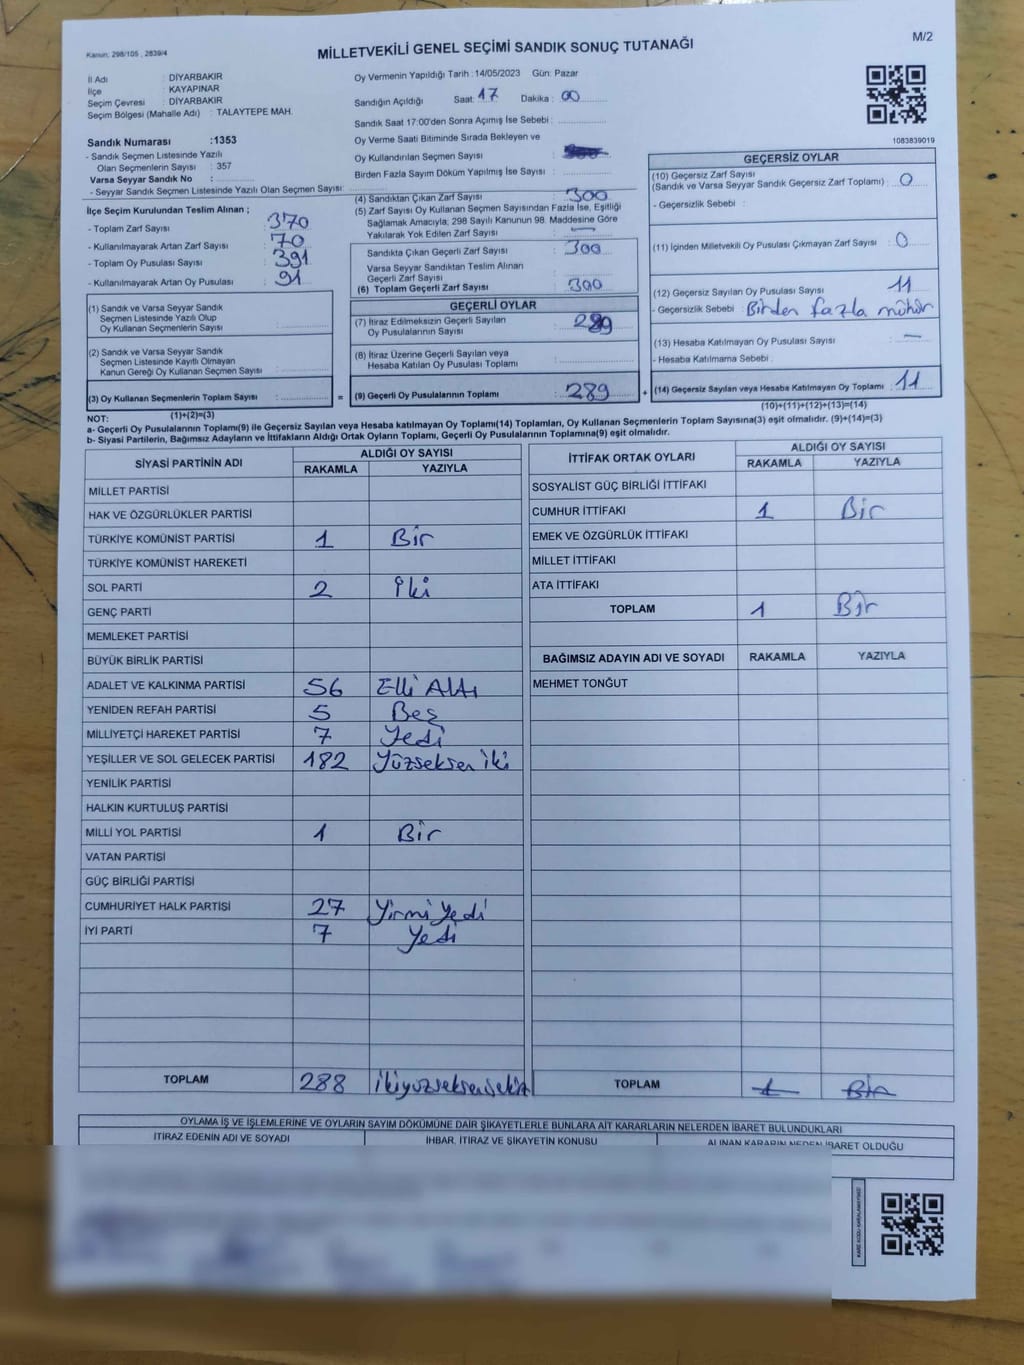 Kanun: 298/105 , 2839/4
MİLLETVEKİLİ GENEL SEÇİMİ SANDIK SONUÇ TUTANAĞI
M/2
İl Adı : DİYARBAKIR
İlçe : KAYAPINAR
Seçim Çevresi : DİYARBAKIR
Seçim Bölgesi (Mahalle Adı) : TALAYTEPE MAH.
Sandık Numarası :1353
- Sandık Seçmen Listesinde Yazılı
Olan Seçmenlerin Sayısı : 357
Varsa Seyyar Sandık No :
- Seyyar Sandık Seçmen Listesinde Yazılı Olan Seçmen Sayısı:
İlçe Seçim Kurulundan Teslim Alınan ;
- Toplam Zarf Sayısı : 370
- Kullanılmayarak Artan Zarf Sayısı : 70
- Toplam Oy Pusulası Sayısı : 391
- Kullanılmayarak Artan Oy Pusulası : 91
(1) Sandık ve Varsa Seyyar Sandık
Seçmen Listesinde Yazılı Olup
Oy Kullanan Seçmenlerin Sayısı :
(2) Sandık ve Varsa Seyyar Sandık
Seçmen Listesinde Kayıtlı Olmayan
Kanun Gereği Oy Kullanan Seçmen Sayısı :
(3) Oy Kullanan Seçmenlerin Toplam Sayısı :
(1)+(2)=(3)
Oy Vermenin Yapıldığı Tarih : 14/05/2023 Gün: Pazar
Sandığın Açıldığı Saat: 17 Dakika : 00
Sandık Saat 17:00'den Sonra Açımış İse Sebebi :
Oy Verme Saati Bitiminde Sırada Bekleyen ve
Oy Kullandırılan Seçmen Sayısı :
Birden Fazla Sayım Döküm Yapılmış İse Sayısı :
(4) Sandıktan Çıkan Zarf Sayısı : 300
(5) Zarf Sayısı Oy Kullanan Seçmen Sayısından Fazla İse, Eşitliği
Sağlamak Amacıyla; 298 Sayılı Kanunun 98. Maddesine Göre
Yakılarak Yok Edilen Zarf Sayısı : —
Sandıkta Çıkan Geçerli Zarf Sayısı : 300
Varsa Seyyar Sandıktan Teslim Alınan
Geçerli Zarf Sayısı :
(6) Toplam Geçerli Zarf Sayısı : 300
GEÇERLİ OYLAR
(7) İtiraz Edilmeksizin Geçerli Sayılan
Oy Pusulalarının Sayısı : 289
(8) İtiraz Üzerine Geçerli Sayılan veya
Hesaba Katılan Oy Pusulası Toplamı :
= (9) Geçerli Oy Pusulalarının Toplamı : 289 +
1083839019
GEÇERSİZ OYLAR
(10) Geçersiz Zarf Sayısı
(Sandık ve Varsa Seyyar Sandık Geçersiz Zarf Toplamı) : 0
- Geçersizlik Sebebi :
(11) İçinden Milletvekili Oy Pusulası Çıkmayan Zarf Sayısı : 0
(12) Geçersiz Sayılan Oy Pusulası Sayısı : 11
- Geçersizlik Sebebi : Birden fazla mühür
(13) Hesaba Katılmayan Oy Pusulası Sayısı : —
- Hesaba Katılmama Sebebi :
(14) Geçersiz Sayılan veya Hesaba Katılmayan Oy Toplamı : 11
(10)+(11)+(12)+(13)=(14)
NOT:
a- Geçerli Oy Pusulalarının Toplamı(9) ile Geçersiz Sayılan veya Hesaba katılmayan Oy Toplamı(14) Toplamları, Oy Kullanan Seçmenlerin Toplam Sayısına(3) eşit olmalıdır. (9)+(14)=(3)
b- Siyasi Partilerin, Bağımsız Adayların ve İttifakların Aldığı Ortak Oyların Toplamı, Geçerli Oy Pusulalarının Toplamına(9) eşit olmalıdır.
SİYASİ PARTİNİN ADI ALDIĞI OY SAYISI
RAKAMLA YAZIYLA
MİLLET PARTİSİ
HAK VE ÖZGÜRLÜKLER PARTİSİ
TÜRKİYE KOMÜNİST PARTİSİ 1 Bir
TÜRKİYE KOMÜNİST HAREKETİ
SOL PARTİ 2 İki
GENÇ PARTİ
MEMLEKET PARTİSİ
BÜYÜK BİRLİK PARTİSİ
ADALET VE KALKINMA PARTİSİ 56 Elli Altı
YENİDEN REFAH PARTİSİ 5 Beş
MİLLİYETÇİ HAREKET PARTİSİ 7 Yedi
YEŞİLLER VE SOL GELECEK PARTİSİ 182 Yüzseksen iki
YENİLİK PARTİSİ
HALKIN KURTULUŞ PARTİSİ
MİLLİ YOL PARTİSİ 1 Bir
VATAN PARTİSİ
GÜÇ BİRLİĞİ PARTİSİ
CUMHURİYET HALK PARTİSİ 27 Yirmi Yedi
İYİ PARTİ 7 Yedi
TOPLAM 288 ikiyüzseksensekiz
İTTİFAK ORTAK OYLARI ALDIĞI OY SAYISI
RAKAMLA YAZIYLA
SOSYALİST GÜÇ BİRLİĞİ İTTİFAKI
CUMHUR İTTİFAKI 1 Bir
EMEK VE ÖZGÜRLÜK İTTİFAKI
MİLLET İTTİFAKI
ATA İTTİFAKI
TOPLAM 1 Bir
BAĞIMSIZ ADAYIN ADI VE SOYADI RAKAMLA YAZIYLA
MEHMET TONĞUT
TOPLAM 1 Bir
OYLAMA İŞ VE İŞLEMLERİNE VE OYLARIN SAYIM DÖKÜMÜNE DAİR ŞİKAYETLERLE BUNLARA AİT KARARLARIN NELERDEN İBARET BULUNDUKLARI
İTİRAZ EDENİN ADI VE SOYADI İHBAR, İTİRAZ VE ŞİKAYETİN KONUSU ALINAN KARARIN NEDEN İBARET OLDUĞU